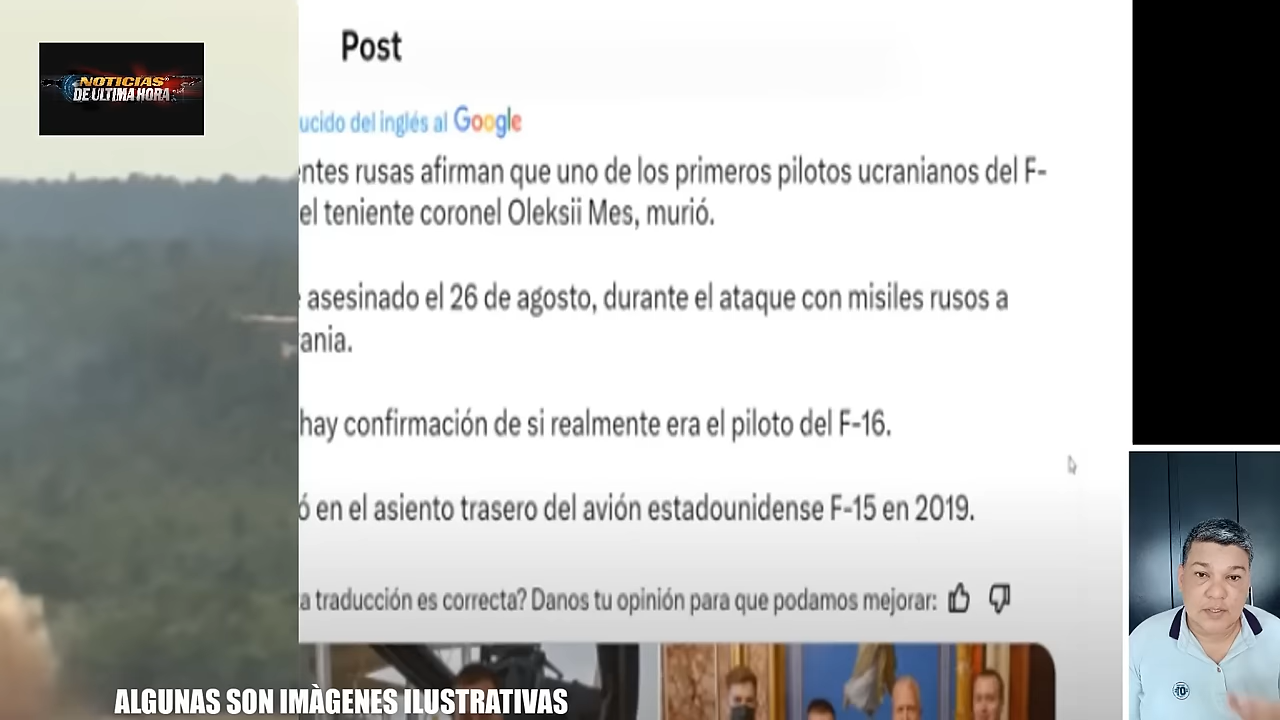 NOTICIAS
DE ULTIMA HORA
Post
ucido del inglés al Google
entes rusas afirman que uno de los primeros pilotos ucranianos del F-
el teniente coronel Oleksii Mes, murió.
asesinado el 26 de agosto, durante el ataque con misiles rusos a
ania.
hay confirmación de si realmente era el piloto del F-16.
ó en el asiento trasero del avión estadounidense F-15 en 2019.
a traducción es correcta? Danos tu opinión para que podamos mejorar:
ALGUNAS SON IMÀGENES ILUSTRATIVAS